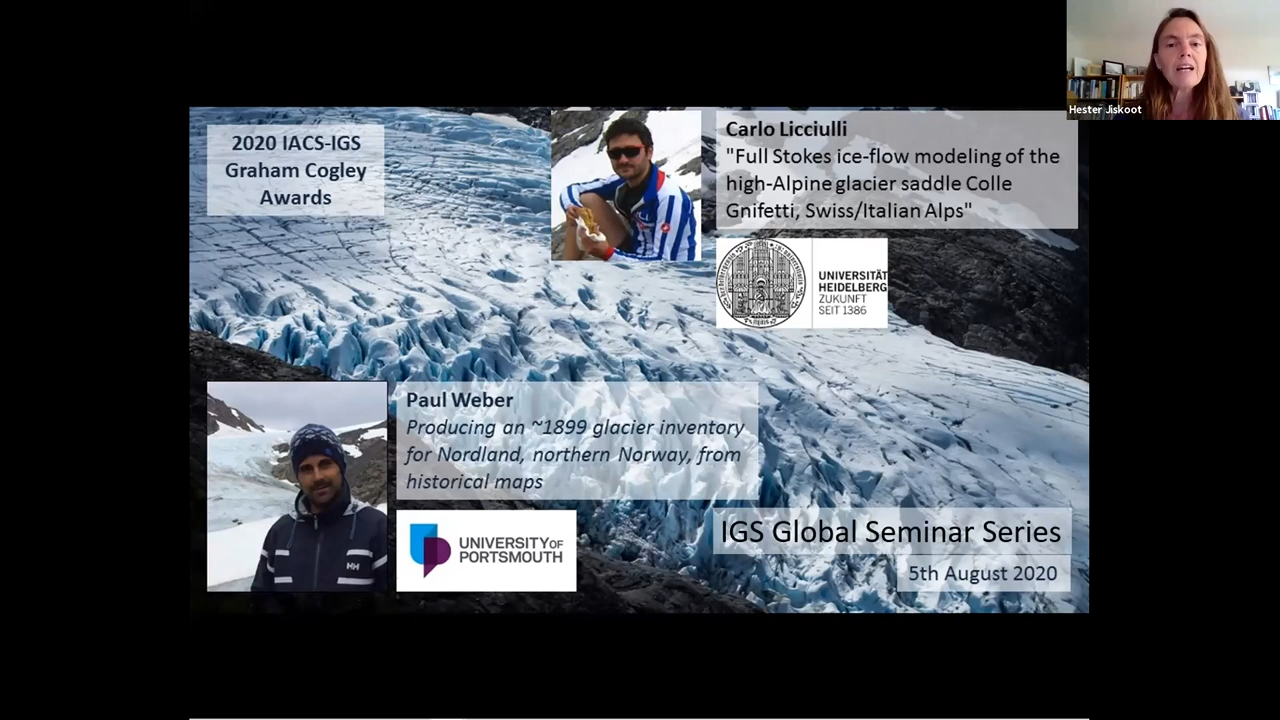 Hester Jiskoot
2020 IACS-IGS
Graham Cogley
Awards
Carlo Licciulli
"Full Stokes ice-flow modeling of the
high-Alpine glacier saddle Colle
Gnifetti, Swiss/Italian Alps"
UNIVERSITÄT
HEIDELBERG
ZUKUNFT
SEIT 1386
Paul Weber
Producing an ~1899 glacier inventory
for Nordland, northern Norway, from
historical maps
HH
UNIVERSITY OF
PORTSMOUTH
IGS Global Seminar Series
5th August 2020